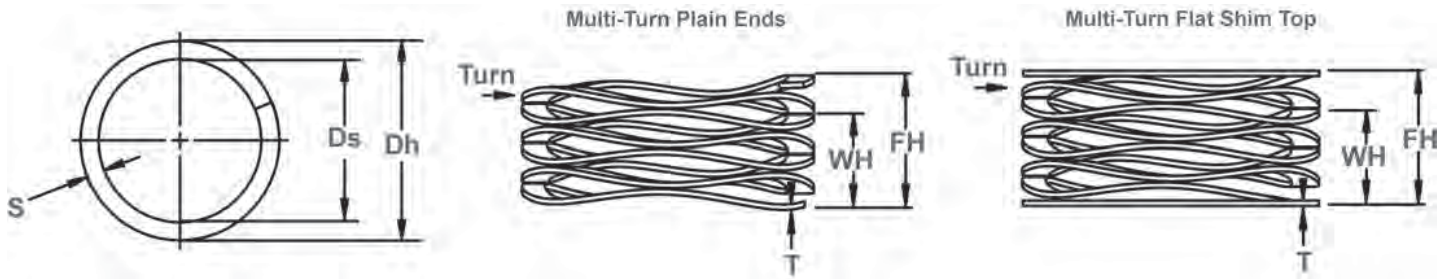 Multi-Turn Plain Ends
Multi-Turn Flat Shim Top
Turn
Turn
Ds
Dh
S
WH
FH
T
WH
FH
T